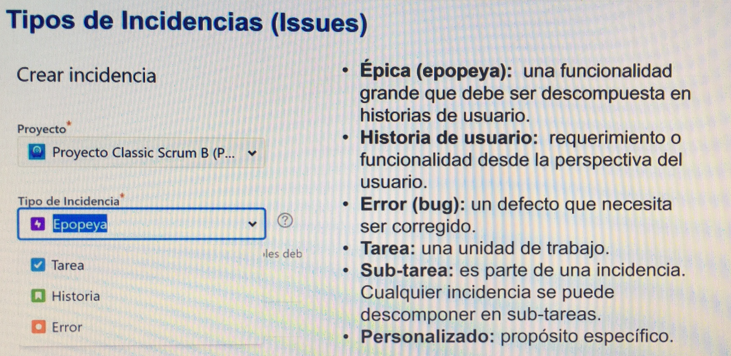 Tipos de Incidencias (Issues)
Crear incidencia
Proyecto*
Proyecto Classic Scrum B (P...
Tipo de Incidencia*
Epopeya
les deb
Tarea
Historia
Error
• Épica (epopeya): una funcionalidad
grande que debe ser descompuesta en
historias de usuario.
• Historia de usuario: requerimiento o
funcionalidad desde la perspectiva del
usuario.
• Error (bug): un defecto que necesita
ser corregido.
• Tarea: una unidad de trabajo.
• Sub-tarea: es parte de una incidencia.
Cualquier incidencia se puede
descomponer en sub-tareas.
• Personalizado: propósito específico.